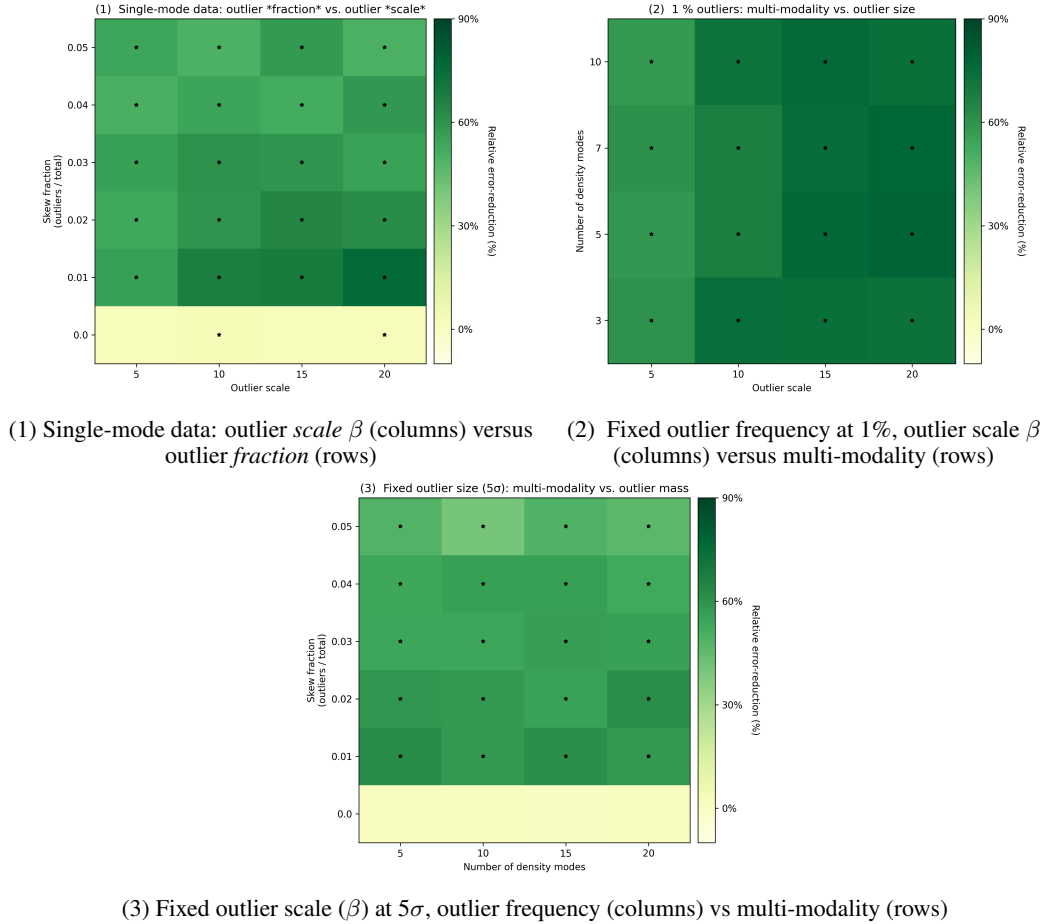 (1) Single-mode data: outlier *fraction* vs. outlier *scale*
Skew fraction
(outliers / total)
0.05
0.04
0.03
0.02
0.01
0.0
5
10
15
20
Outlier scale
90%
60%
30%
0%
Relative error-reduction (%)
(2) 1 % outliers: multi-modality vs. outlier size
Number of density modes
10
7
5
3
5
10
15
20
Outlier scale
90%
60%
30%
0%
Relative error-reduction (%)
(1) Single-mode data: outlier scale β (columns) versus
outlier fraction (rows)
(2) Fixed outlier frequency at 1%, outlier scale β
(columns) versus multi-modality (rows)
(3) Fixed outlier size (5σ): multi-modality vs. outlier mass
Skew fraction
(outliers / total)
0.05
0.04
0.03
0.02
0.01
0.0
5
10
15
20
Number of density modes
90%
60%
30%
0%
Relative error-reduction (%)
(3) Fixed outlier scale (β) at 5σ, outlier frequency (columns) vs multi-modality (rows)